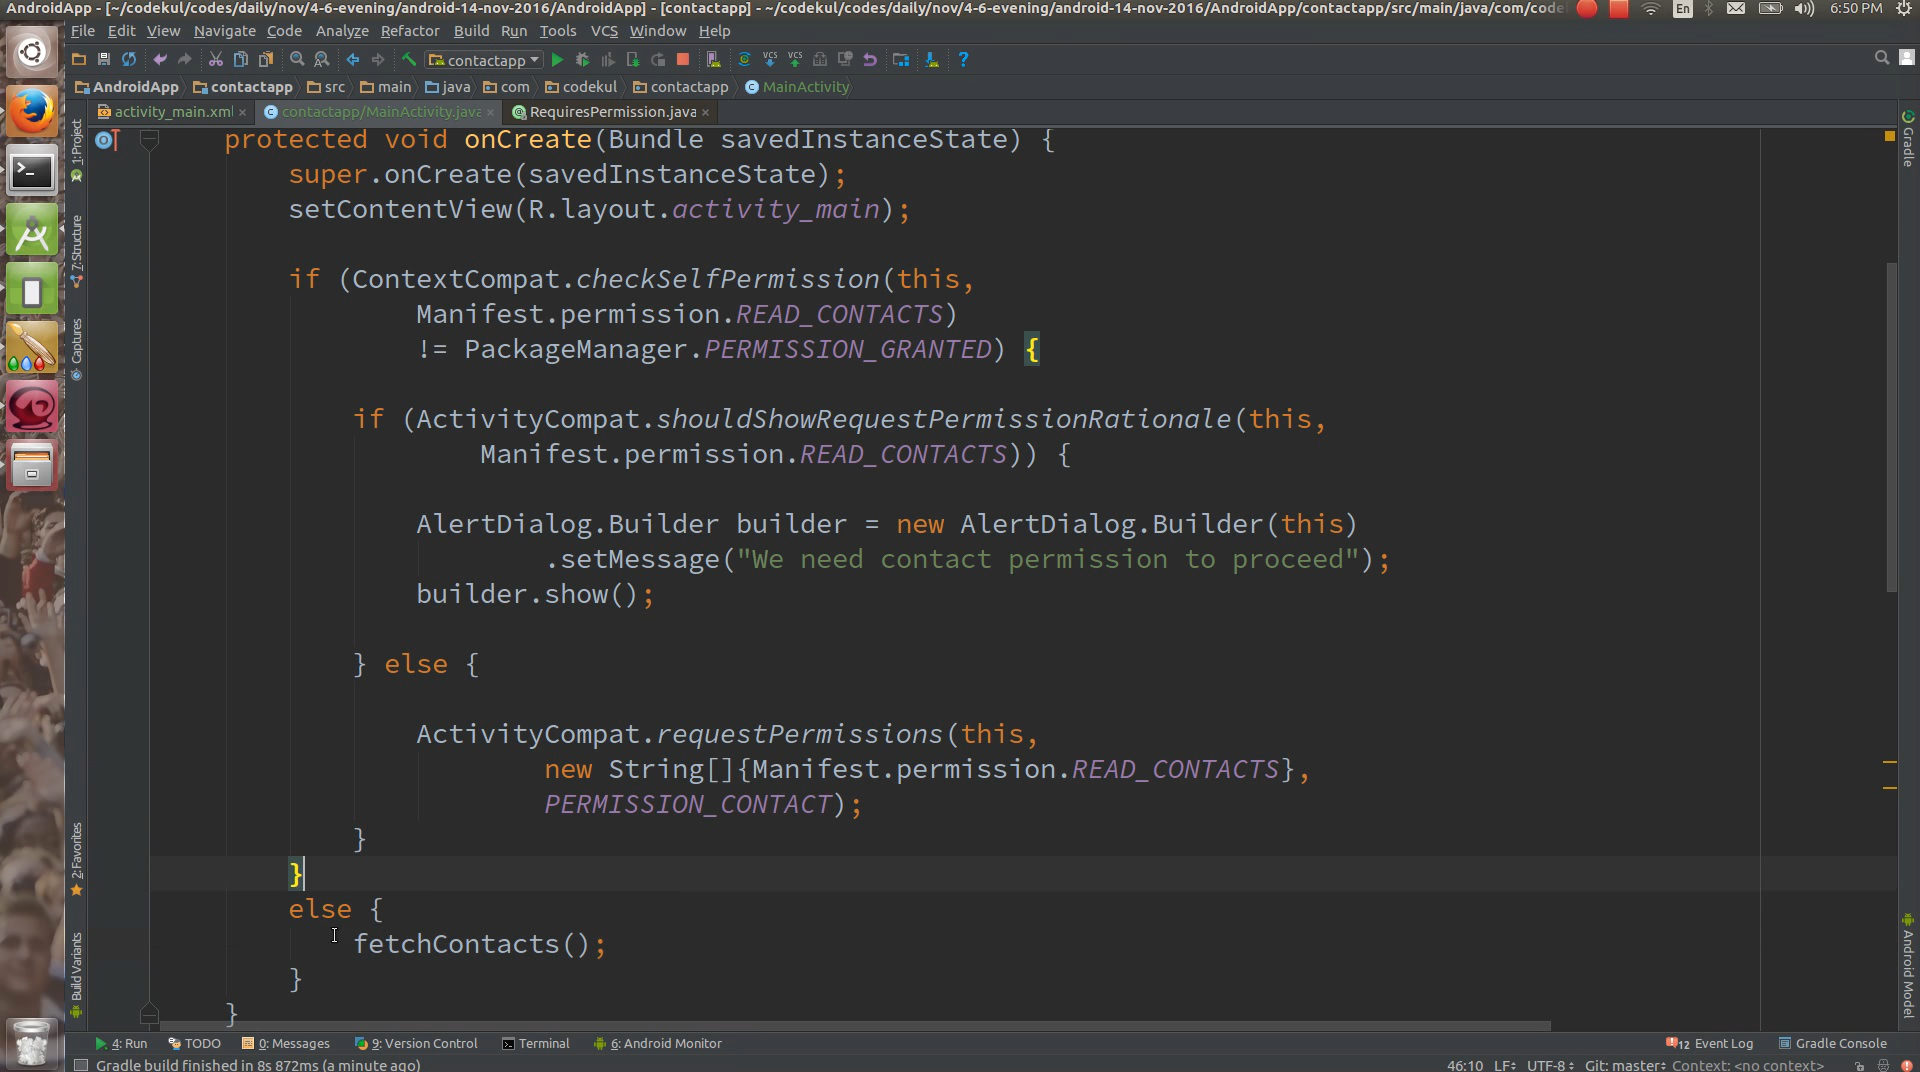 AndroidApp - [~/codekul/codes/daily/nov/4-6-evening/android-14-nov-2016/AndroidApp] - [contactapp] - ~/codekul/codes/daily/nov/4-6-evening/android-14-nov-2016/AndroidApp/contactapp/src/main/java/com/code
En
6:50 PM
File Edit View Navigate Code Analyze Refactor Build Run Tools VCS Window Help
contactapp
VCS VCS
AndroidApp contactapp src main java com codekul contactapp MainActivity
activity_main.xml contactapp/MainActivity.java RequiresPermission.java
1: Project
7: Structure
Captures
2: Favorites
Build Variants
Gradle
Android Model
protected void onCreate(Bundle savedInstanceState) {
super.onCreate(savedInstanceState);
setContentView(R.layout.activity_main);
if (ContextCompat.checkSelfPermission(this,
Manifest.permission.READ_CONTACTS)
!= PackageManager.PERMISSION_GRANTED) {
if (ActivityCompat.shouldShowRequestPermissionRationale(this,
Manifest.permission.READ_CONTACTS)) {
AlertDialog.Builder builder = new AlertDialog.Builder(this)
.setMessage("We need contact permission to proceed");
builder.show();
} else {
ActivityCompat.requestPermissions(this,
new String[]{Manifest.permission.READ_CONTACTS},
PERMISSION_CONTACT);
}
}
else {
fetchContacts();
}
}
4: Run TODO 0: Messages 9: Version Control Terminal 6: Android Monitor 12 Event Log Gradle Console
Gradle build finished in 8s 872ms (a minute ago) 46:10 LF UTF-8 Git: master Context: <no context>